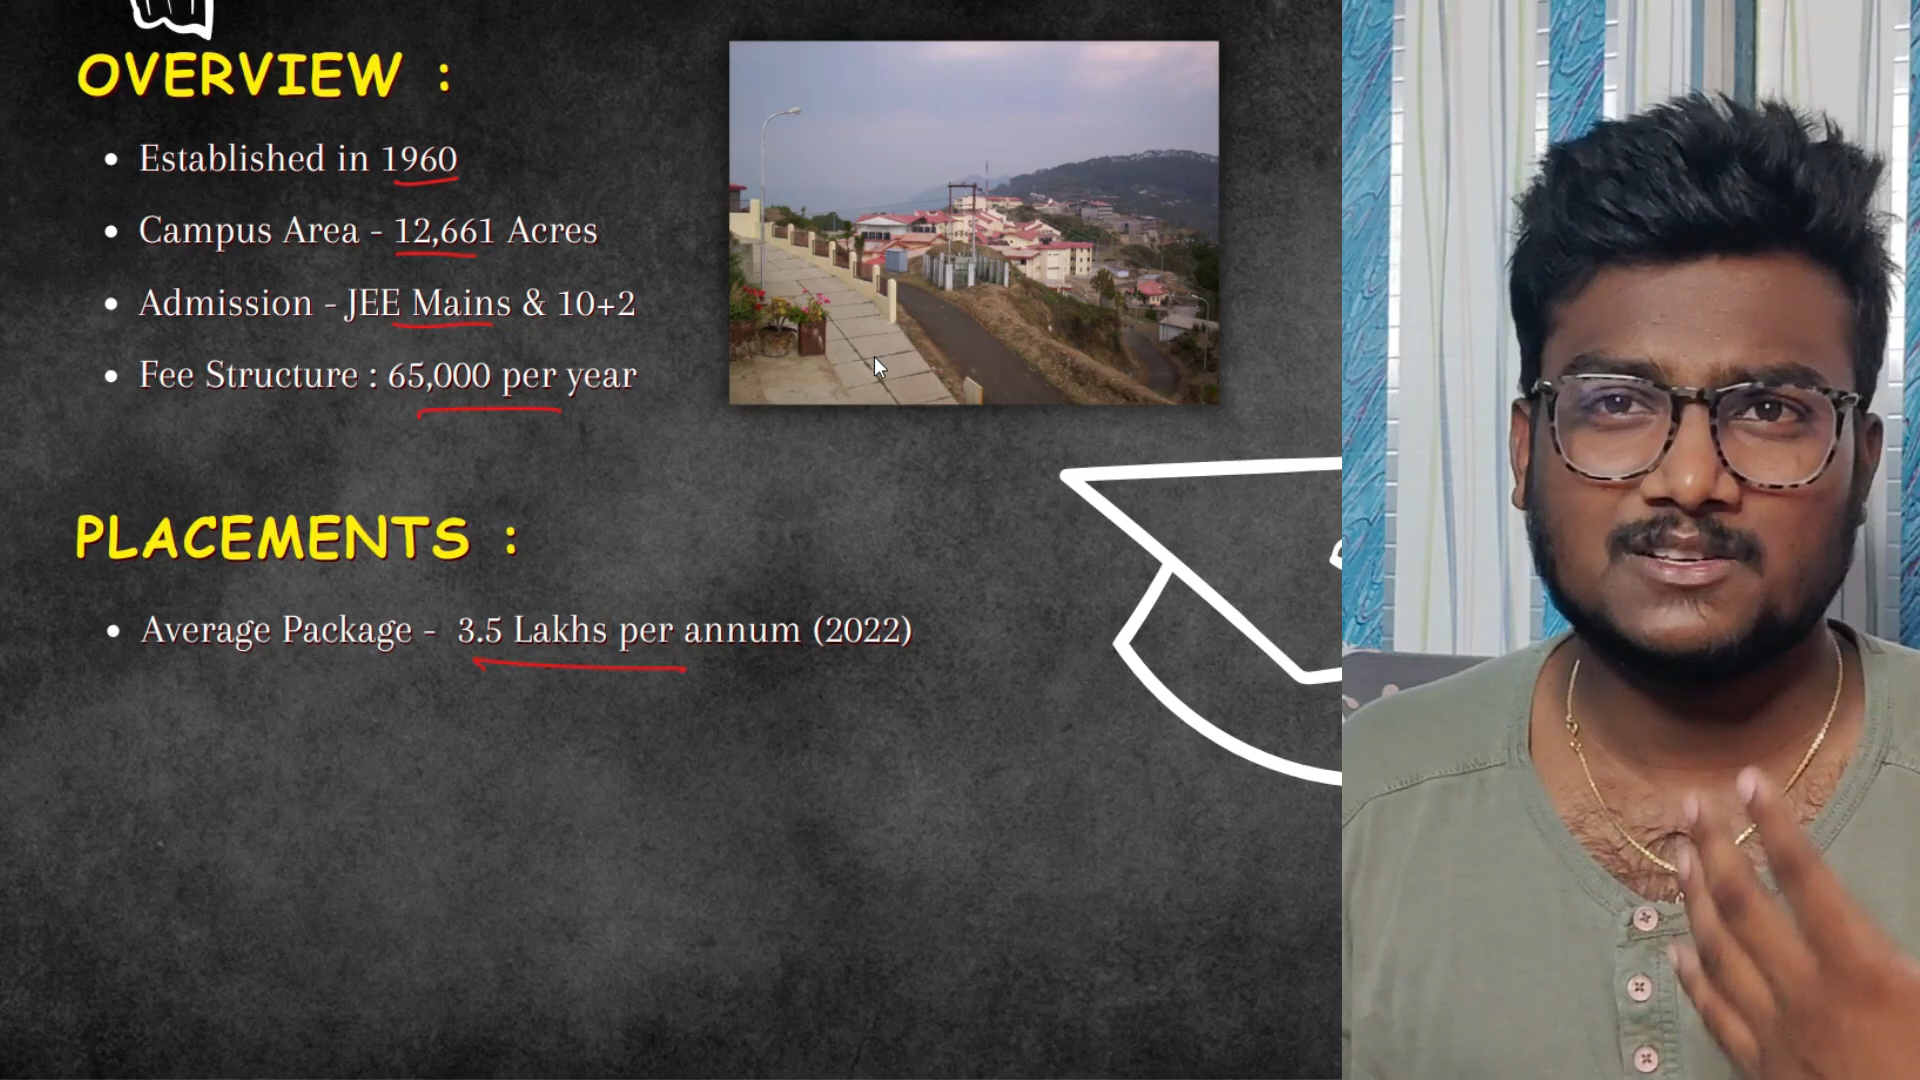 OVERVIEW :
• Established in 1960
• Campus Area - 12,661 Acres
• Admission - JEE Mains & 10+2
• Fee Structure : 65,000 per year
PLACEMENTS :
• Average Package - 3.5 Lakhs per annum (2022)